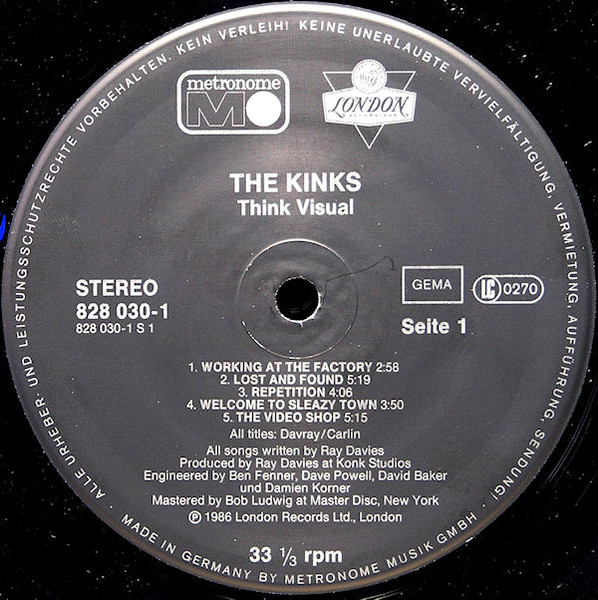 ALLE URHEBER- UND LEISTUNGSSCHUTZRECHTE VORBEHALTEN. KEIN VERLEIH! KEINE UNERLAUBTE VERVIELFÄLTIGUNG, VERMIETUNG, AUFFÜHRUNG, SENDUNG!
metronome
LONDON
RECORDINGS
THE KINKS
Think Visual
STEREO
828 030-1
828 030-1 S 1
GEMA
LC 0270
Seite 1
1. WORKING AT THE FACTORY 2:58
2. LOST AND FOUND 5:19
3. REPETITION 4:06
4. WELCOME TO SLEAZY TOWN 3:50
5. THE VIDEO SHOP 5:15
All titles: Davray/Carlin
All songs written by Ray Davies
Produced by Ray Davies at Konk Studios
Engineered by Ben Fenner, Dave Powell, David Baker
und Damien Korner
Mastered by Bob Ludwig at Master Disc, New York
℗ 1986 London Records Ltd., London
33 1/3 rpm
· MADE IN GERMANY BY METRONOME MUSIK GMBH ·